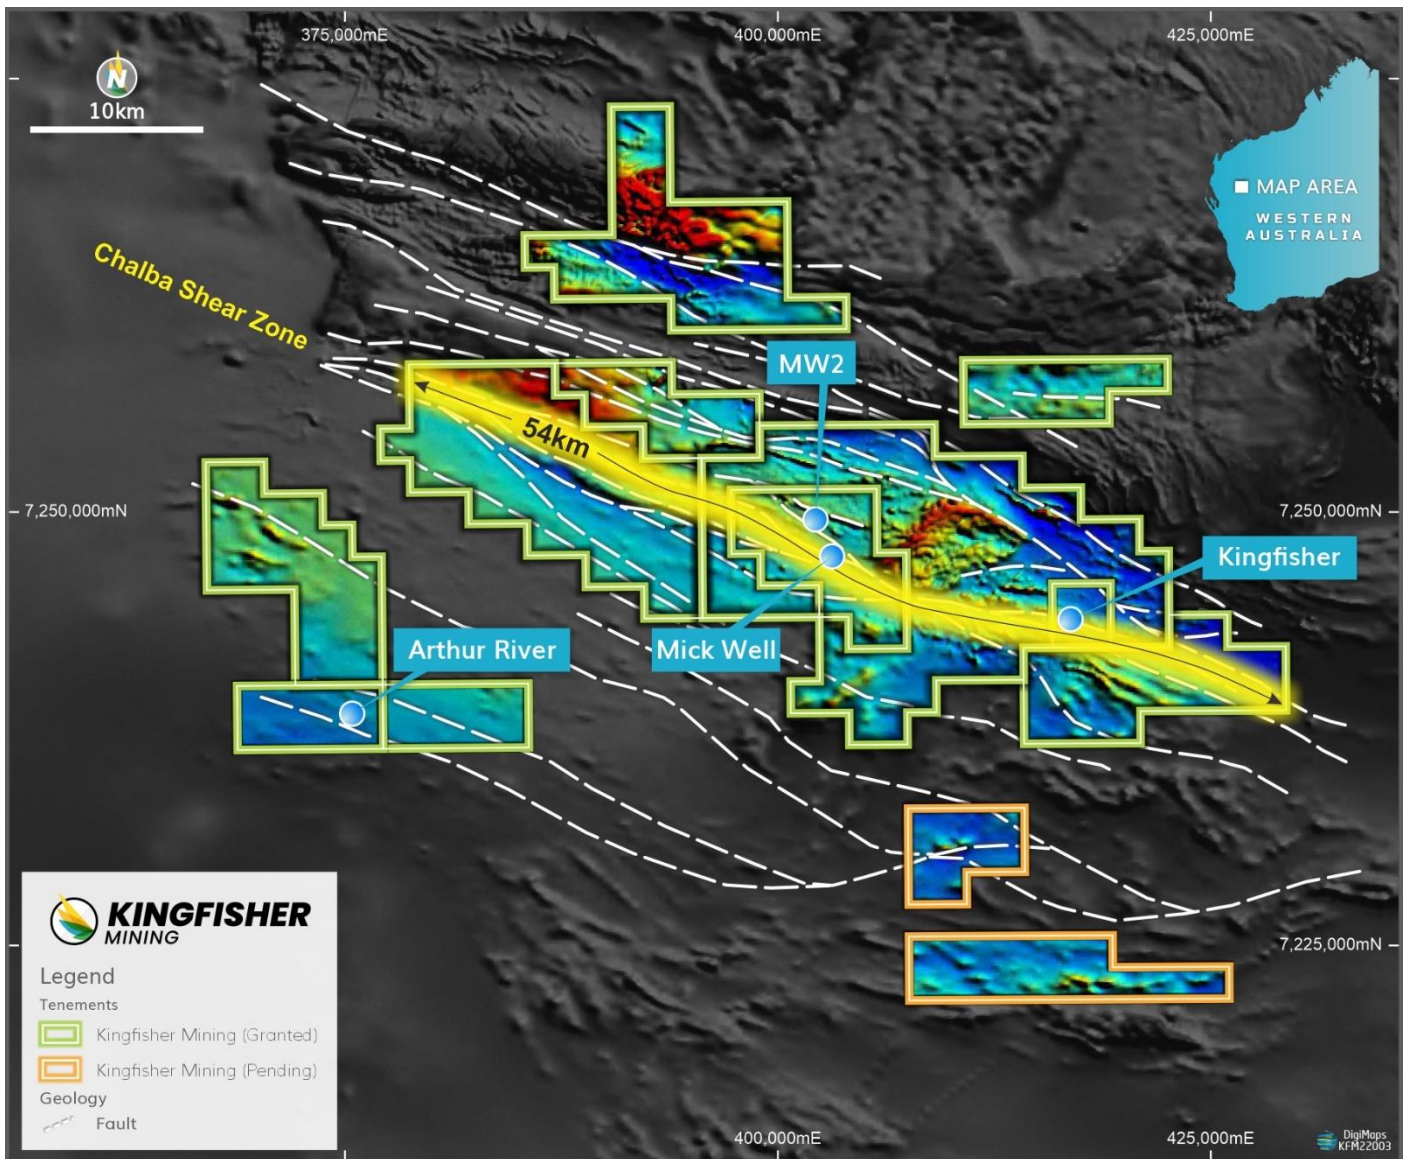 375,000mE
400,000mE
425,000mE
N
10km
MAP AREA
WESTERN
AUSTRALIA
Chalba Shear Zone
MW2
54km
7,250,000mN
7,250,000mN
Kingfisher
Arthur River
Mick Well
KINGFISHER
MINING
Legend
Tenements
Kingfisher Mining (Granted)
Kingfisher Mining (Pending)
Geology
Fault
7,225,000mN
400,000mE
425,000mE
DigiMaps
KFM22003